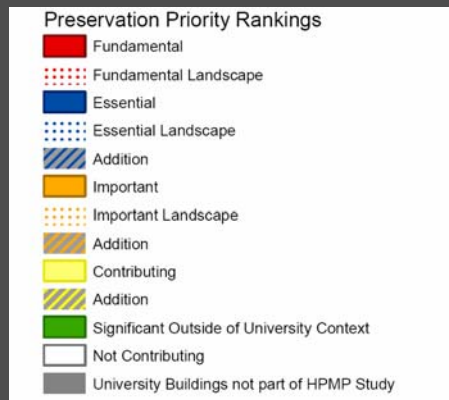 Preservation Priority Rankings
Fundamental
Fundamental Landscape
Essential
Essential Landscape
Addition
Important
Important Landscape
Addition
Contributing
Addition
Significant Outside of University Context
Not Contributing
University Buildings not part of HPMP Study